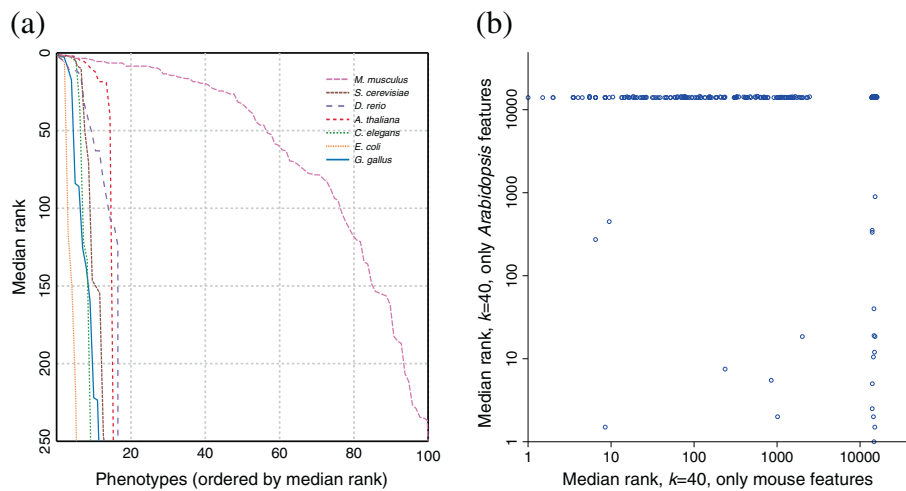 (a)
0
50
100
150
200
250
Median rank
20
40
60
80
100
Phenotypes (ordered by median rank)
M. musculus
S. cerevisiae
D. rerio
A. thaliana
C. elegans
E. coli
G. gallus
(b)
10000
1000
100
10
1
Median rank, k=40, only Arabidopsis features
1
10
100
1000
10000
Median rank, k=40, only mouse features